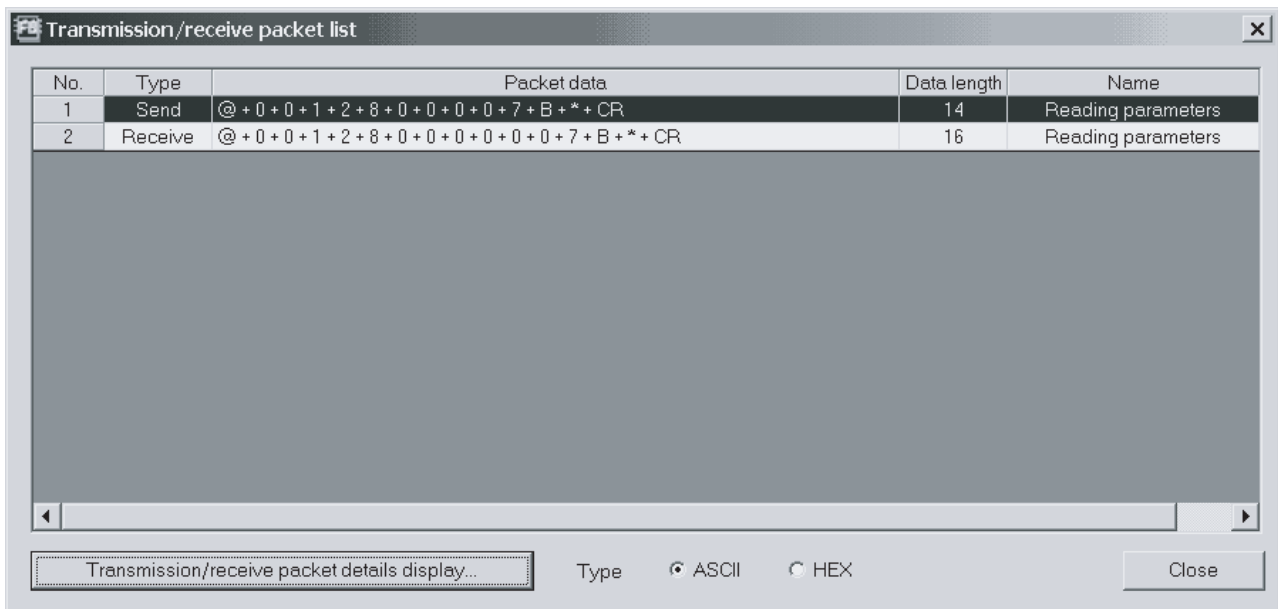 Transmission/receive packet list
No. Type Packet data Data length Name
1 Send @ + 0 + 0 + 1 + 2 + 8 + 0 + 0 + 0 + 0 + 7 + B + * + CR 14 Reading parameters
2 Receive @ + 0 + 0 + 1 + 2 + 8 + 0 + 0 + 0 + 0 + 0 + 0 + 7 + B + * + CR 16 Reading parameters
Transmission/receive packet details display... Type ASCII HEX Close